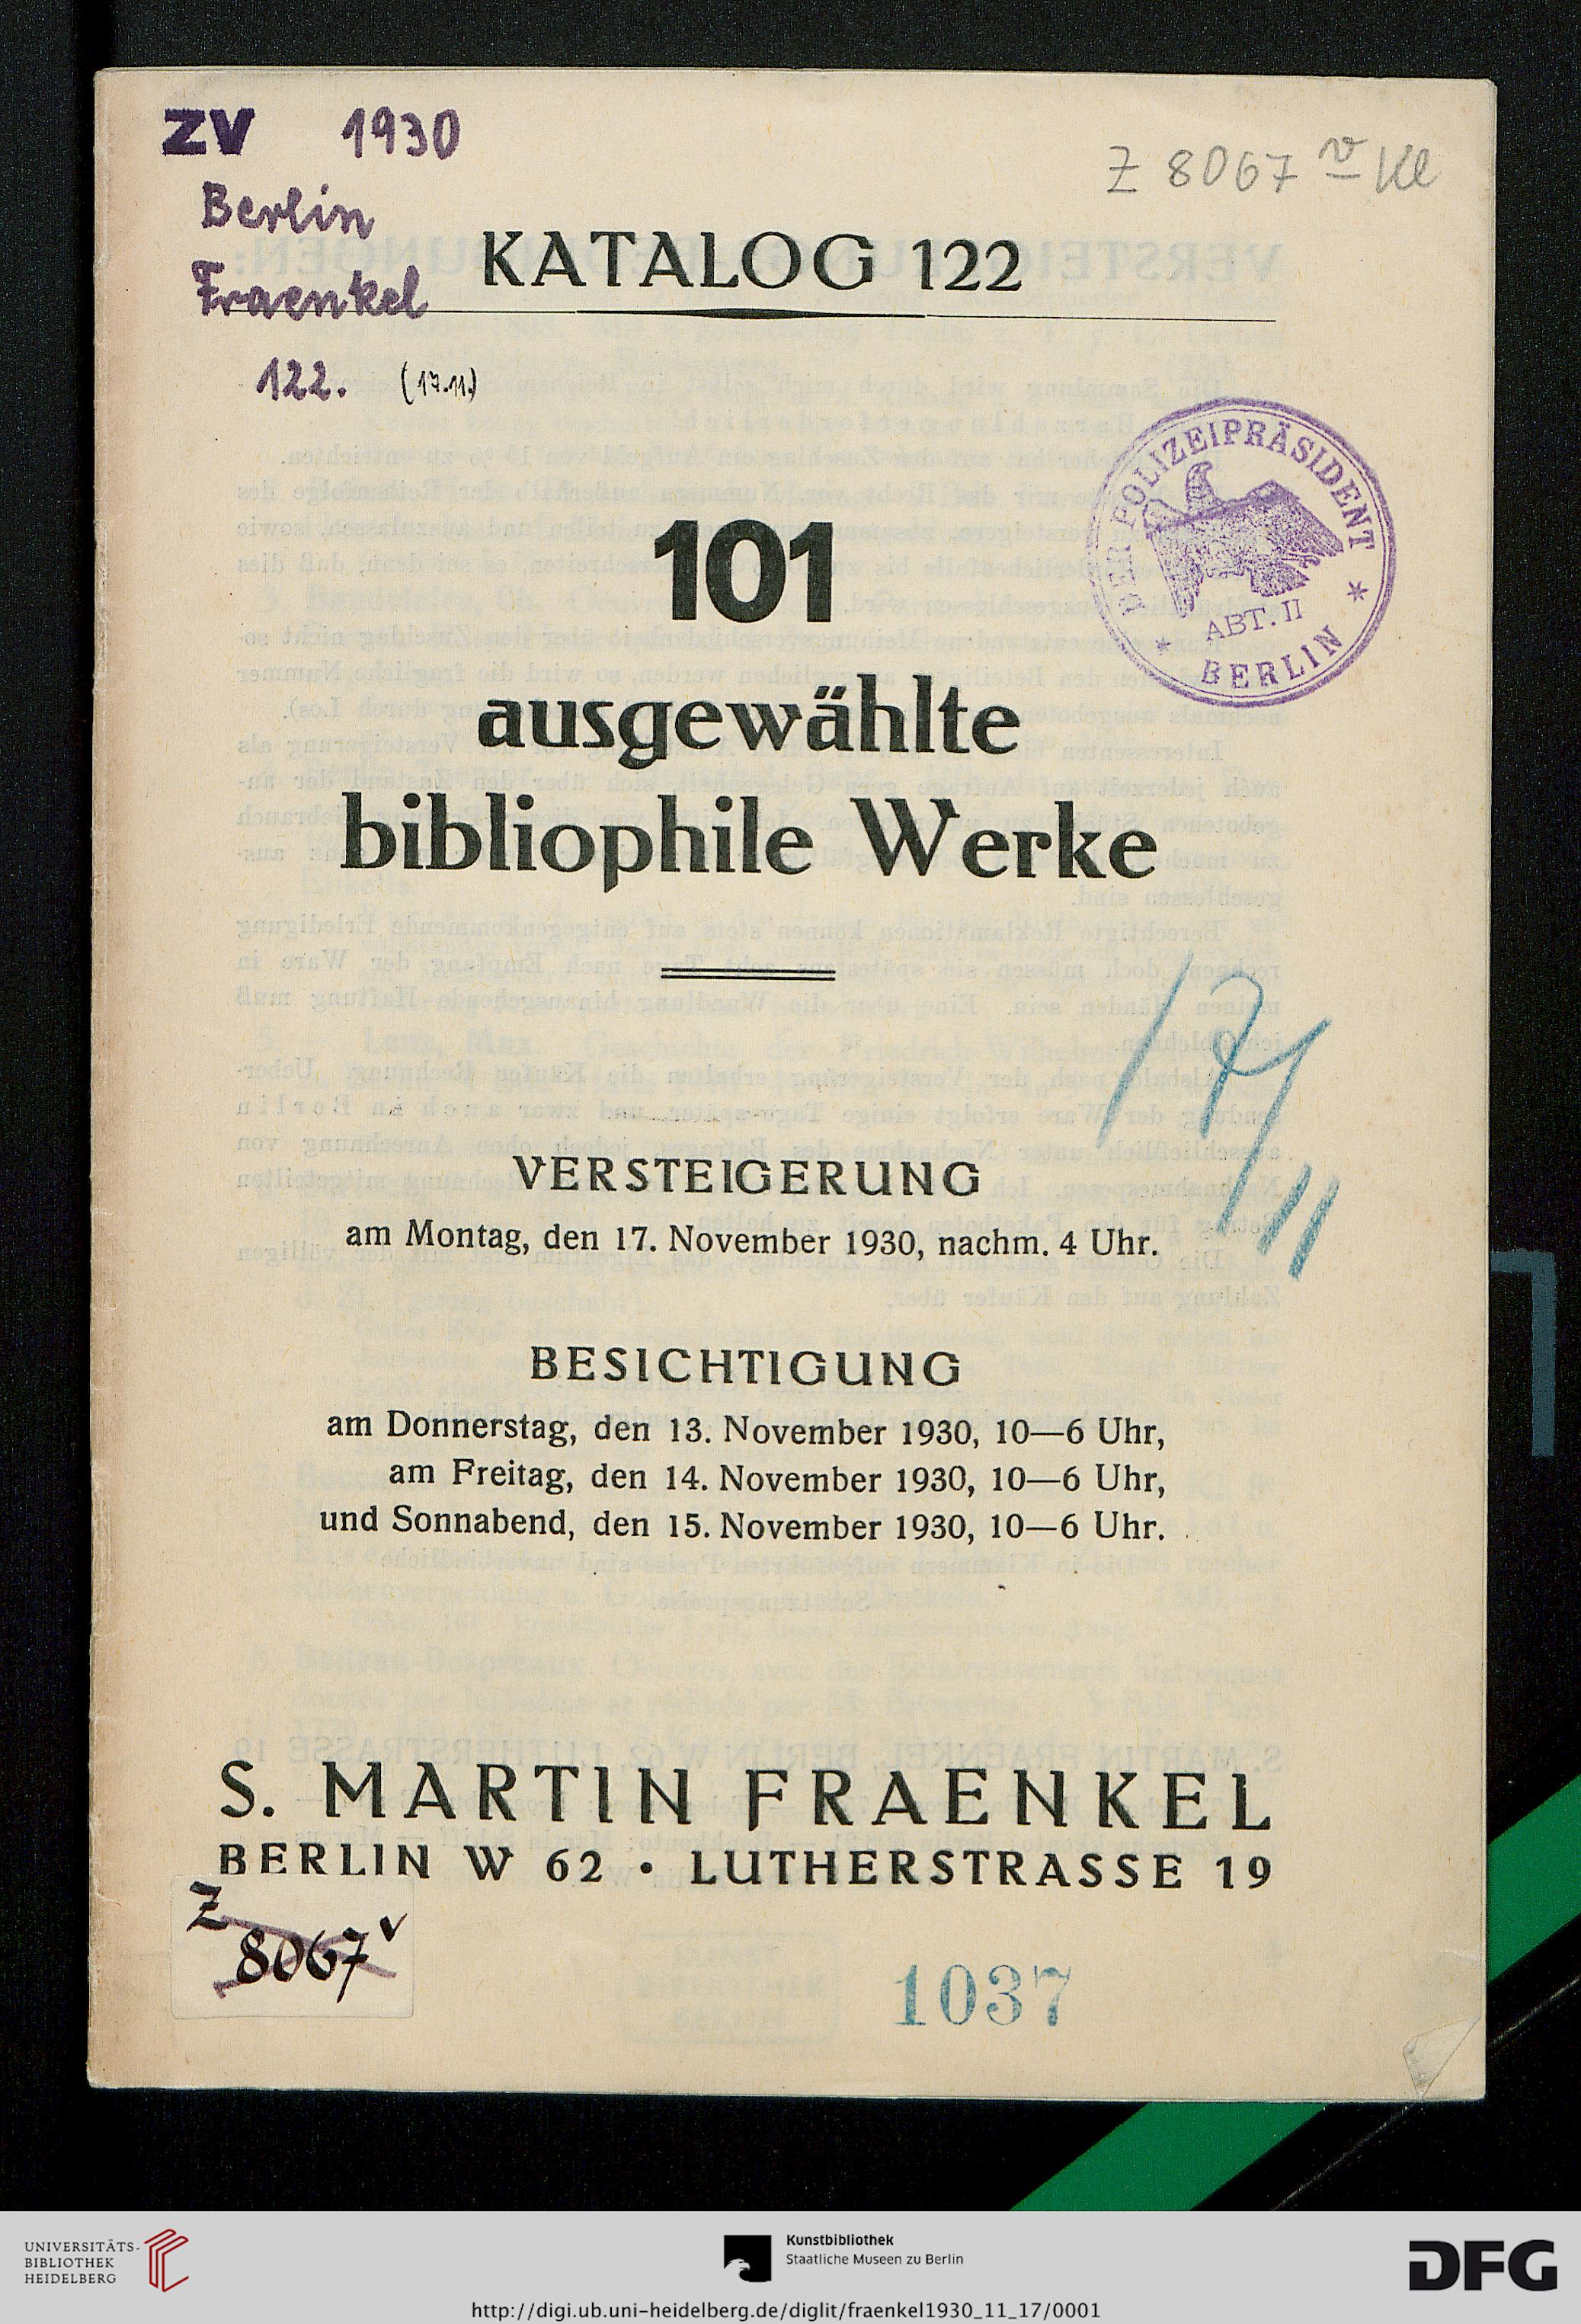 ZV 1930
Z 8067 v Kl
Berlin
Fraenkel
122. (17.11.)
KATALOG 122
DER POLIZEIPRÄSIDENT
ABT. II
* BERLIN *
101
ausgewählte
bibliophile Werke
17/11
VERSTEIGERUNG
am Montag, den 17. November 1930, nachm. 4 Uhr.
BESICHTIGUNG
am Donnerstag, den 13. November 1930, 10—6 Uhr,
am Freitag, den 14. November 1930, 10—6 Uhr,
und Sonnabend, den 15. November 1930, 10—6 Uhr.
S. MARTIN FRAENKEL
BERLIN W 62 • LUTHERSTRASSE 19
Z
8067 v
1037
UNIVERSITÄTS-
BIBLIOTHEK
HEIDELBERG
Kunstbibliothek
Staatliche Museen zu Berlin
DFG
http://digi.ub.uni-heidelberg.de/diglit/fraenkel1930_11_17/0001